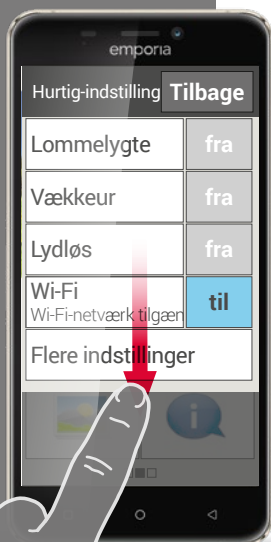 emporia
Hurtig-indstilling Tilbage
Lommelygte fra
Vækkeur fra
Lydløs fra
Wi-Fi til
Wi-Fi-netværk tilgæn
Flere indstillinger
i